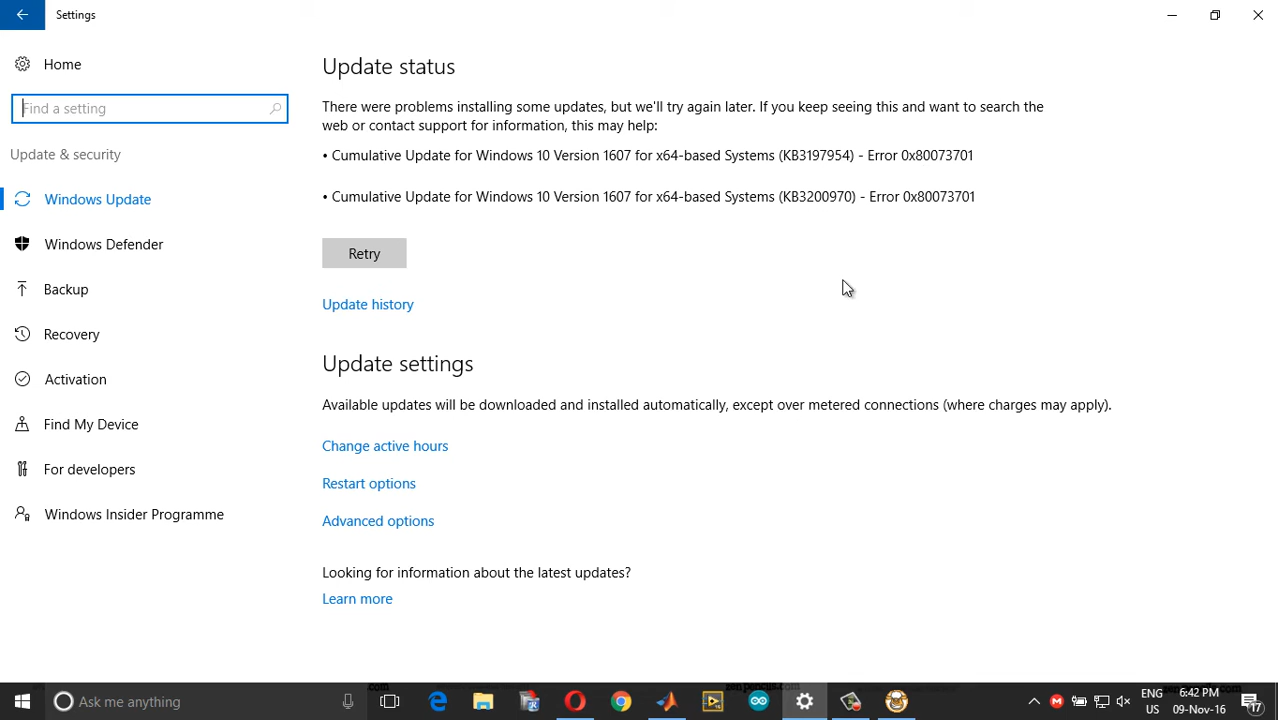 Settings
Home
Find a setting
Update & security
Windows Update
Windows Defender
Backup
Recovery
Activation
Find My Device
For developers
Windows Insider Programme
Update status
There were problems installing some updates, but we'll try again later. If you keep seeing this and want to search the
web or contact support for information, this may help:
• Cumulative Update for Windows 10 Version 1607 for x64-based Systems (KB3197954) - Error 0x80073701
• Cumulative Update for Windows 10 Version 1607 for x64-based Systems (KB3200970) - Error 0x80073701
Retry
Update history
Update settings
Available updates will be downloaded and installed automatically, except over metered connections (where charges may apply).
Change active hours
Restart options
Advanced options
Looking for information about the latest updates?
Learn more
Ask me anything
ENG
US
6:42 PM
09-Nov-16
17